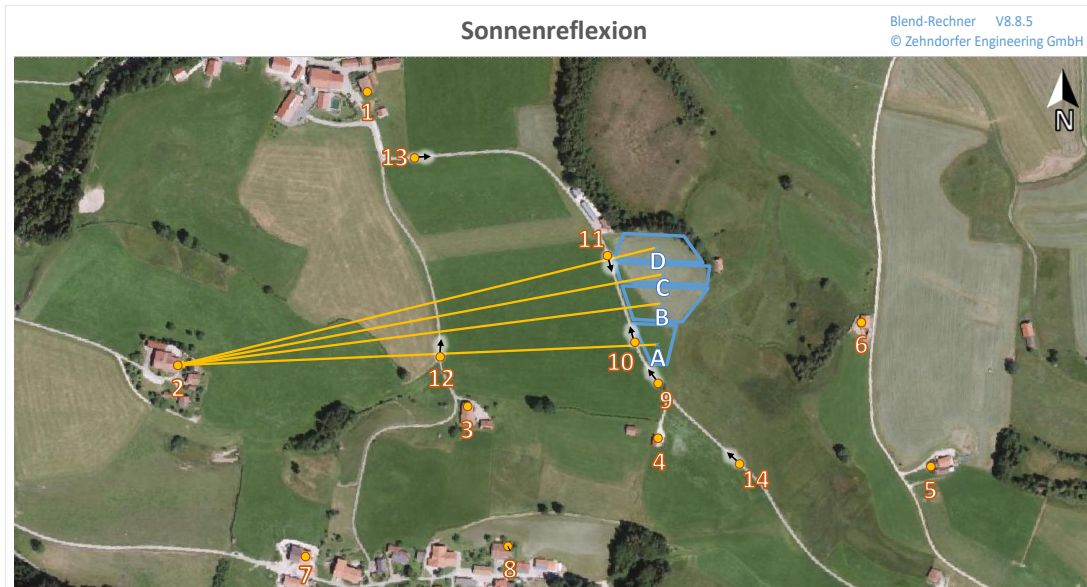 Sonnenreflexion
Blend-Rechner V8.8.5
© Zehndorfer Engineering GmbH
N
1
13
11
D
C
B
6
2
12
10
A
9
3
4
14
5
7
8